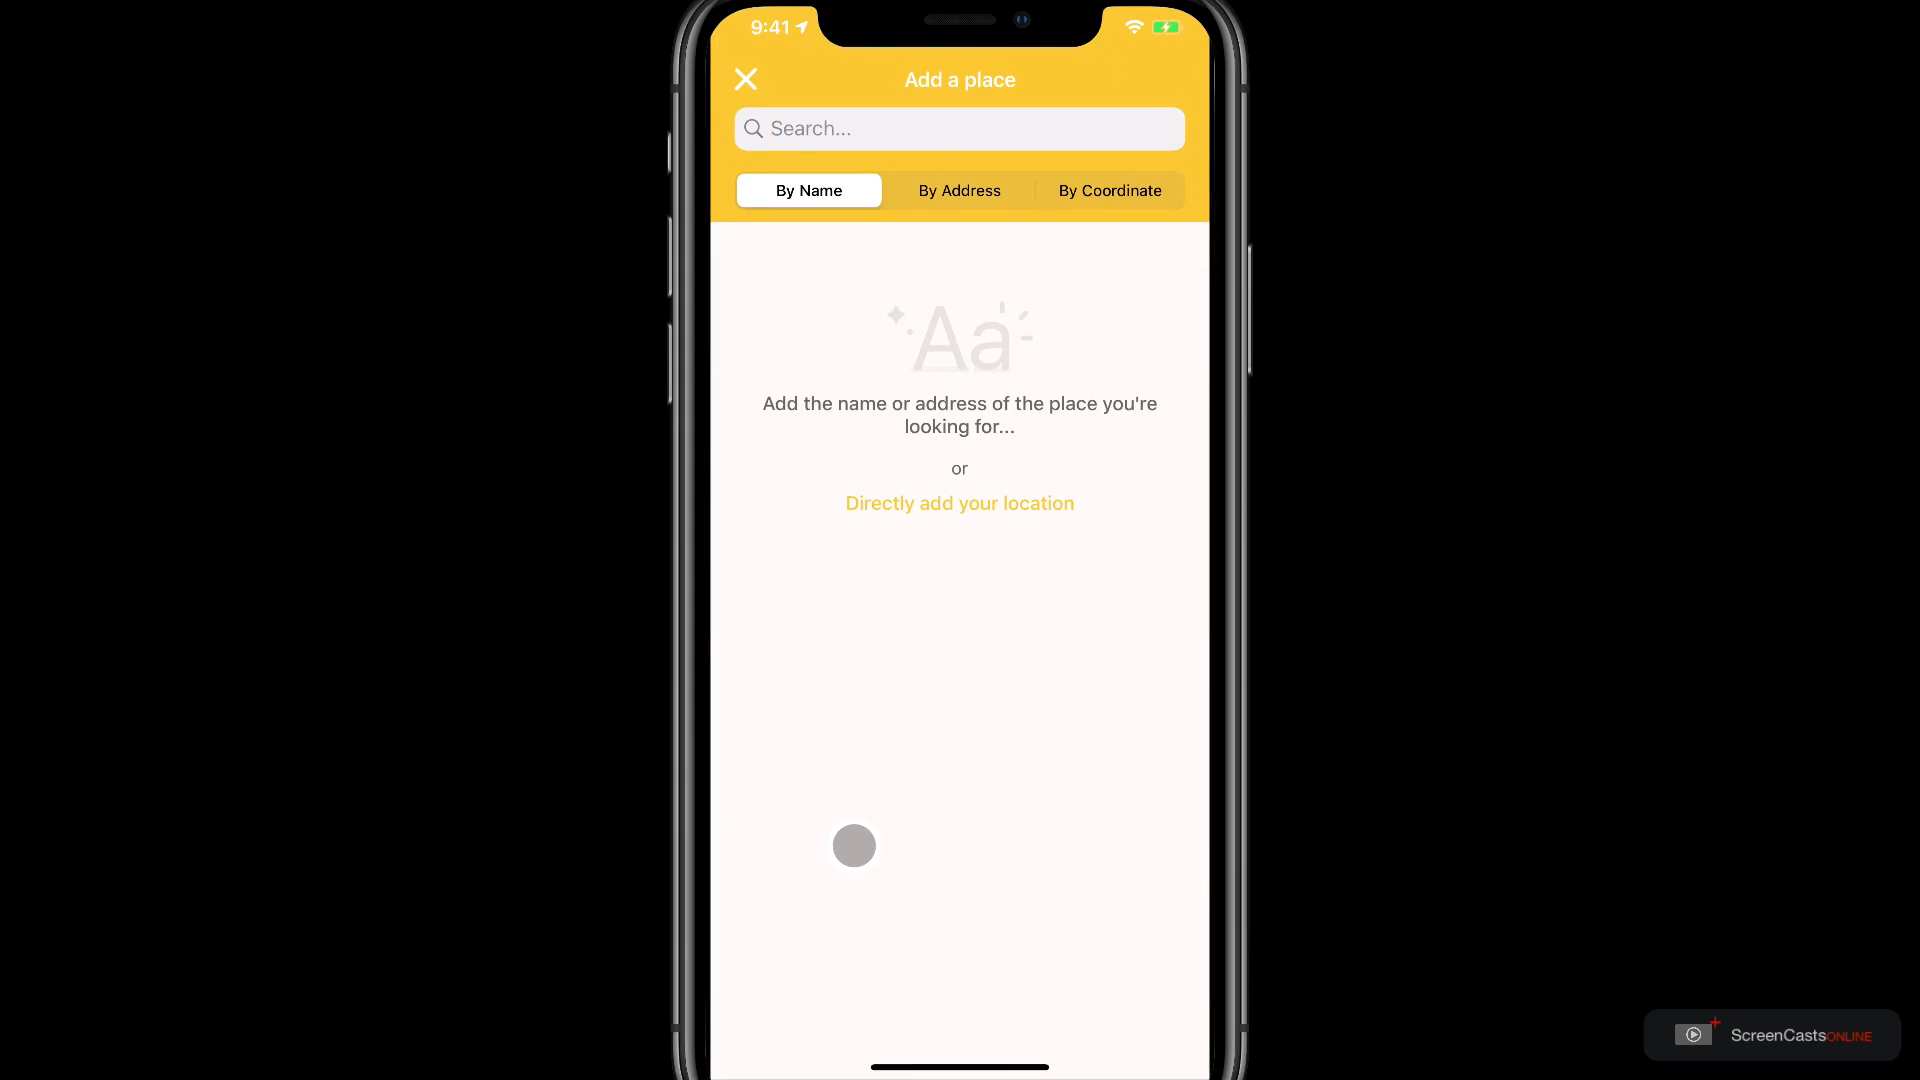 9:41
Add a place
Search...
By Name
By Address
By Coordinate
Aa
Add the name or address of the place you're
looking for...
or
Directly add your location
ScreenCastsONLINE